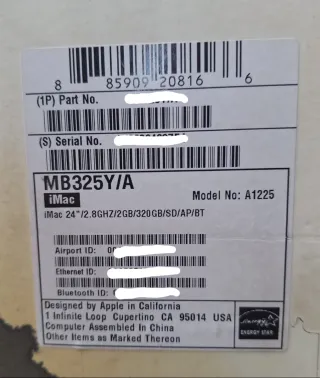 8 85909 20816 6
(1P) Part No.
(S) Serial No.
MB325Y/A
iMac
Model No: A1225
iMac 24"/2.8GHZ/2GB/320GB/SD/AP/BT
Airport ID:
Ethernet ID:
Bluetooth ID:
Designed by Apple in California
1 Infinite Loop Cupertino CA 95014 USA
Computer Assembled In China
Other Items as Marked Thereon
ENERGY STAR